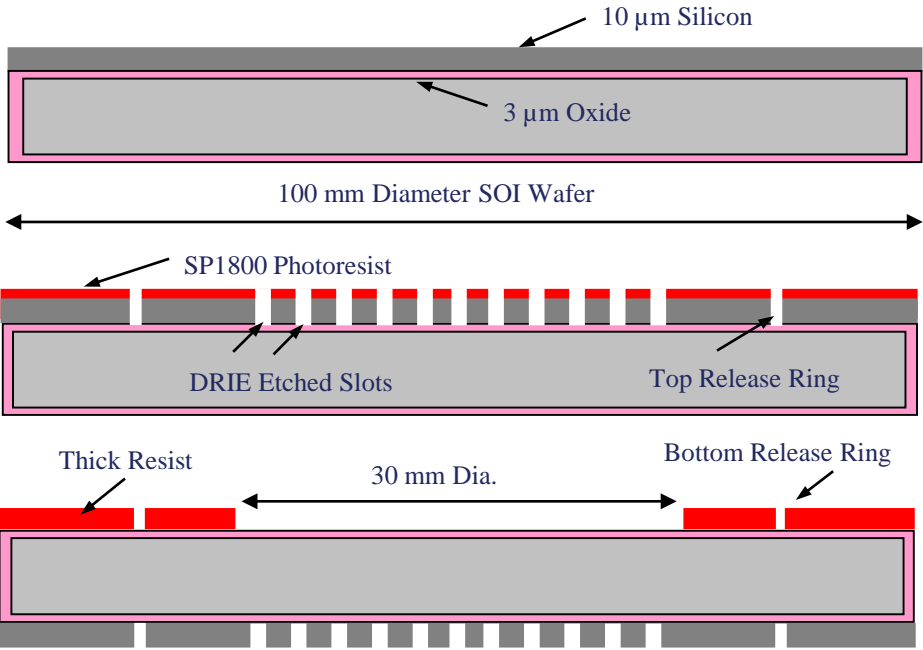 10 µm Silicon
3 µm Oxide
100 mm Diameter SOI Wafer
SP1800 Photoresist
DRIE Etched Slots
Top Release Ring
Thick Resist
30 mm Dia.
Bottom Release Ring